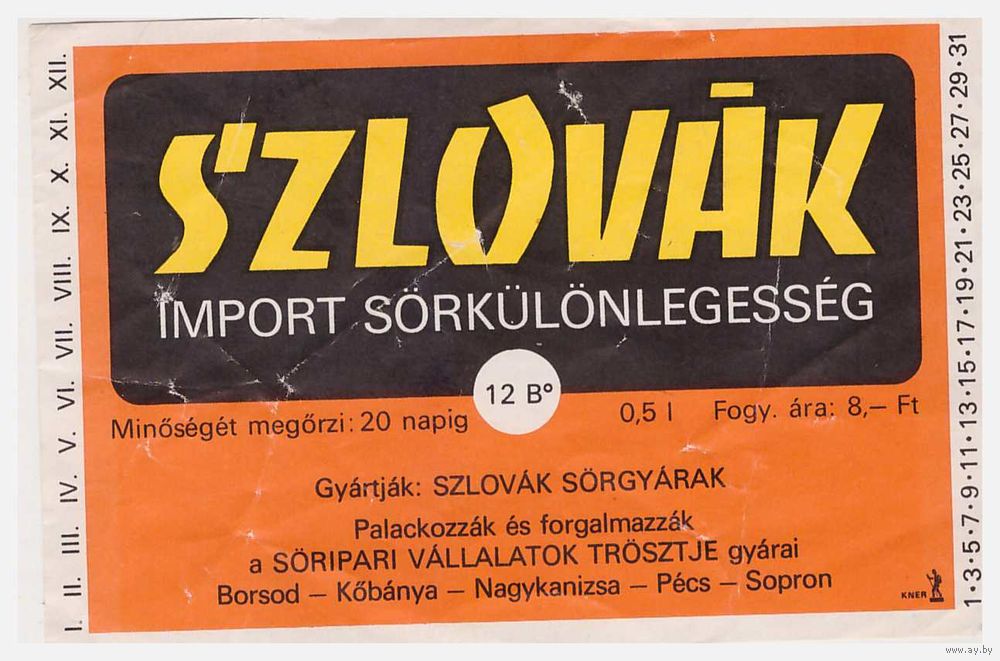 SZLOVÁK
IMPORT SÖRKÜLÖNLEGESSÉG
12 B°
Minőségét megőrzi: 20 napig
0,5 l Fogy. ára: 8,– Ft
Gyártják: SZLOVÁK SÖRGYÁRAK
Palackozzák és forgalmazzák
a SÖRIPARI VÁLLALATOK TRÖSZTJE gyárai
Borsod – Kőbánya – Nagykanizsa – Pécs – Sopron
KNER
I. II. III. IV. V. VI. VII. VIII. IX. X. XI. XII.
1·3·5·7·9·11·13·15·17·19·21·23·25·27·29·31
www.ay.by